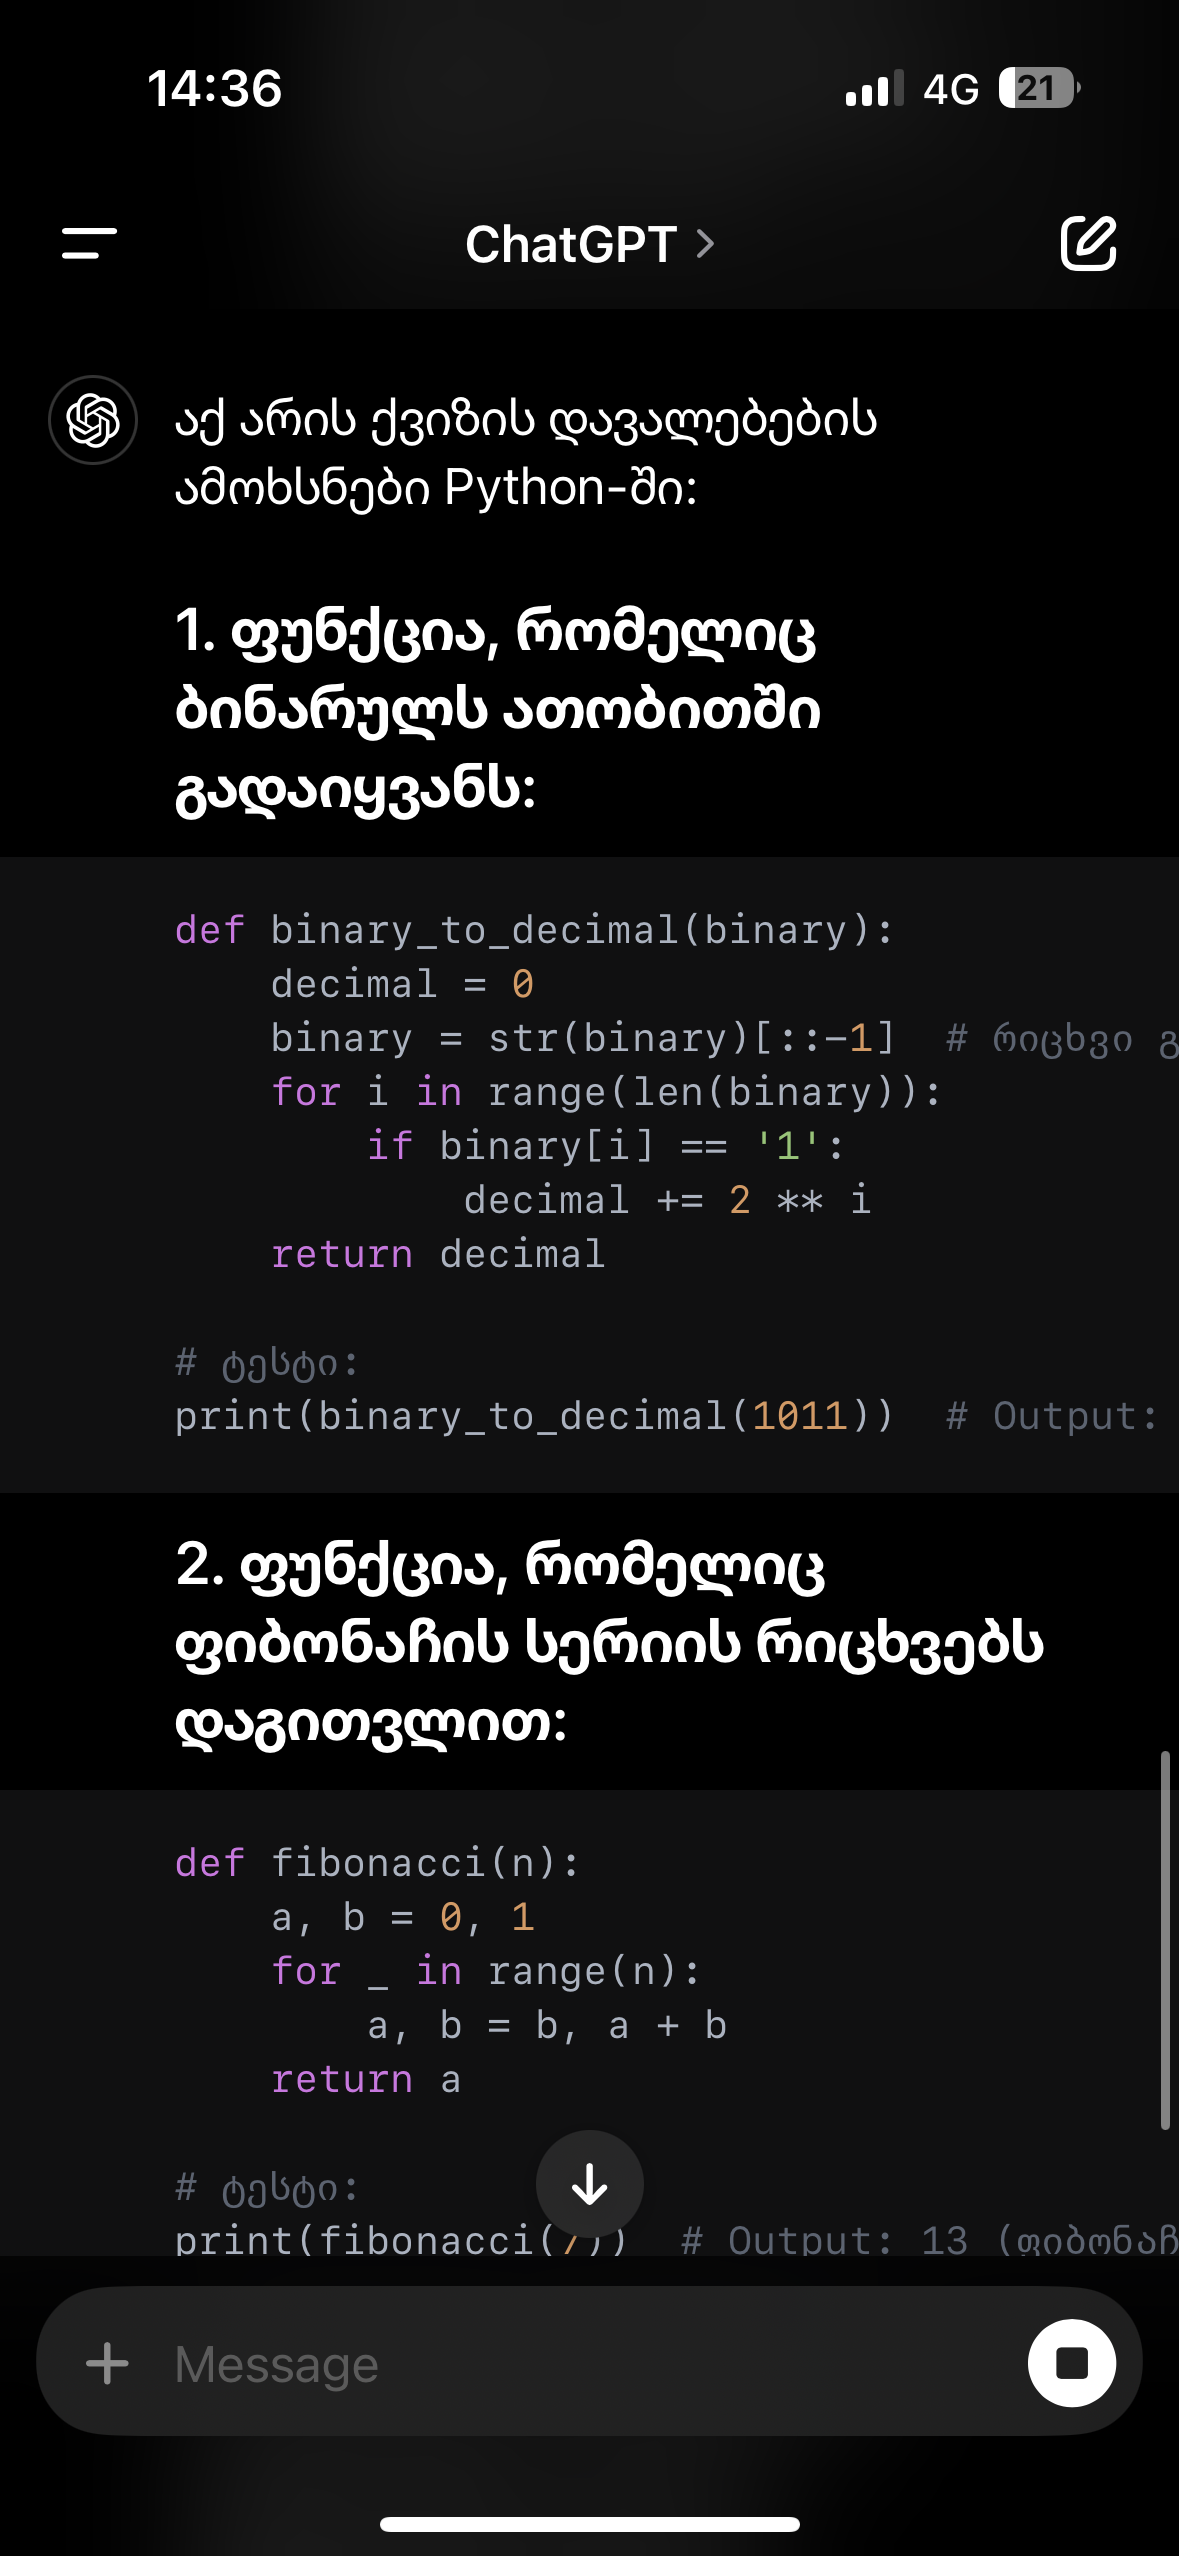 14:36
4G 21
ChatGPT
აქ არის ქვიზის დავალებების
ამოხსნები Python-ში:
1. ფუნქცია, რომელიც
ბინარულს ათობითში
გადაიყვანს:
def binary_to_decimal(binary):
    decimal = 0
    binary = str(binary)[::-1]  # რიცხვი
    for i in range(len(binary)):
        if binary[i] == '1':
            decimal += 2 ** i
    return decimal
# ტესტი:
print(binary_to_decimal(1011))  # Output:
2. ფუნქცია, რომელიც
ფიბონაჩის სერიის რიცხვებს
დაგითვლით:
def fibonacci(n):
    a, b = 0, 1
    for _ in range(n):
        a, b = b, a + b
    return a
# ტესტი:
print(fibonacci(7))  # Output: 13 (ფიბონაჩ
Message